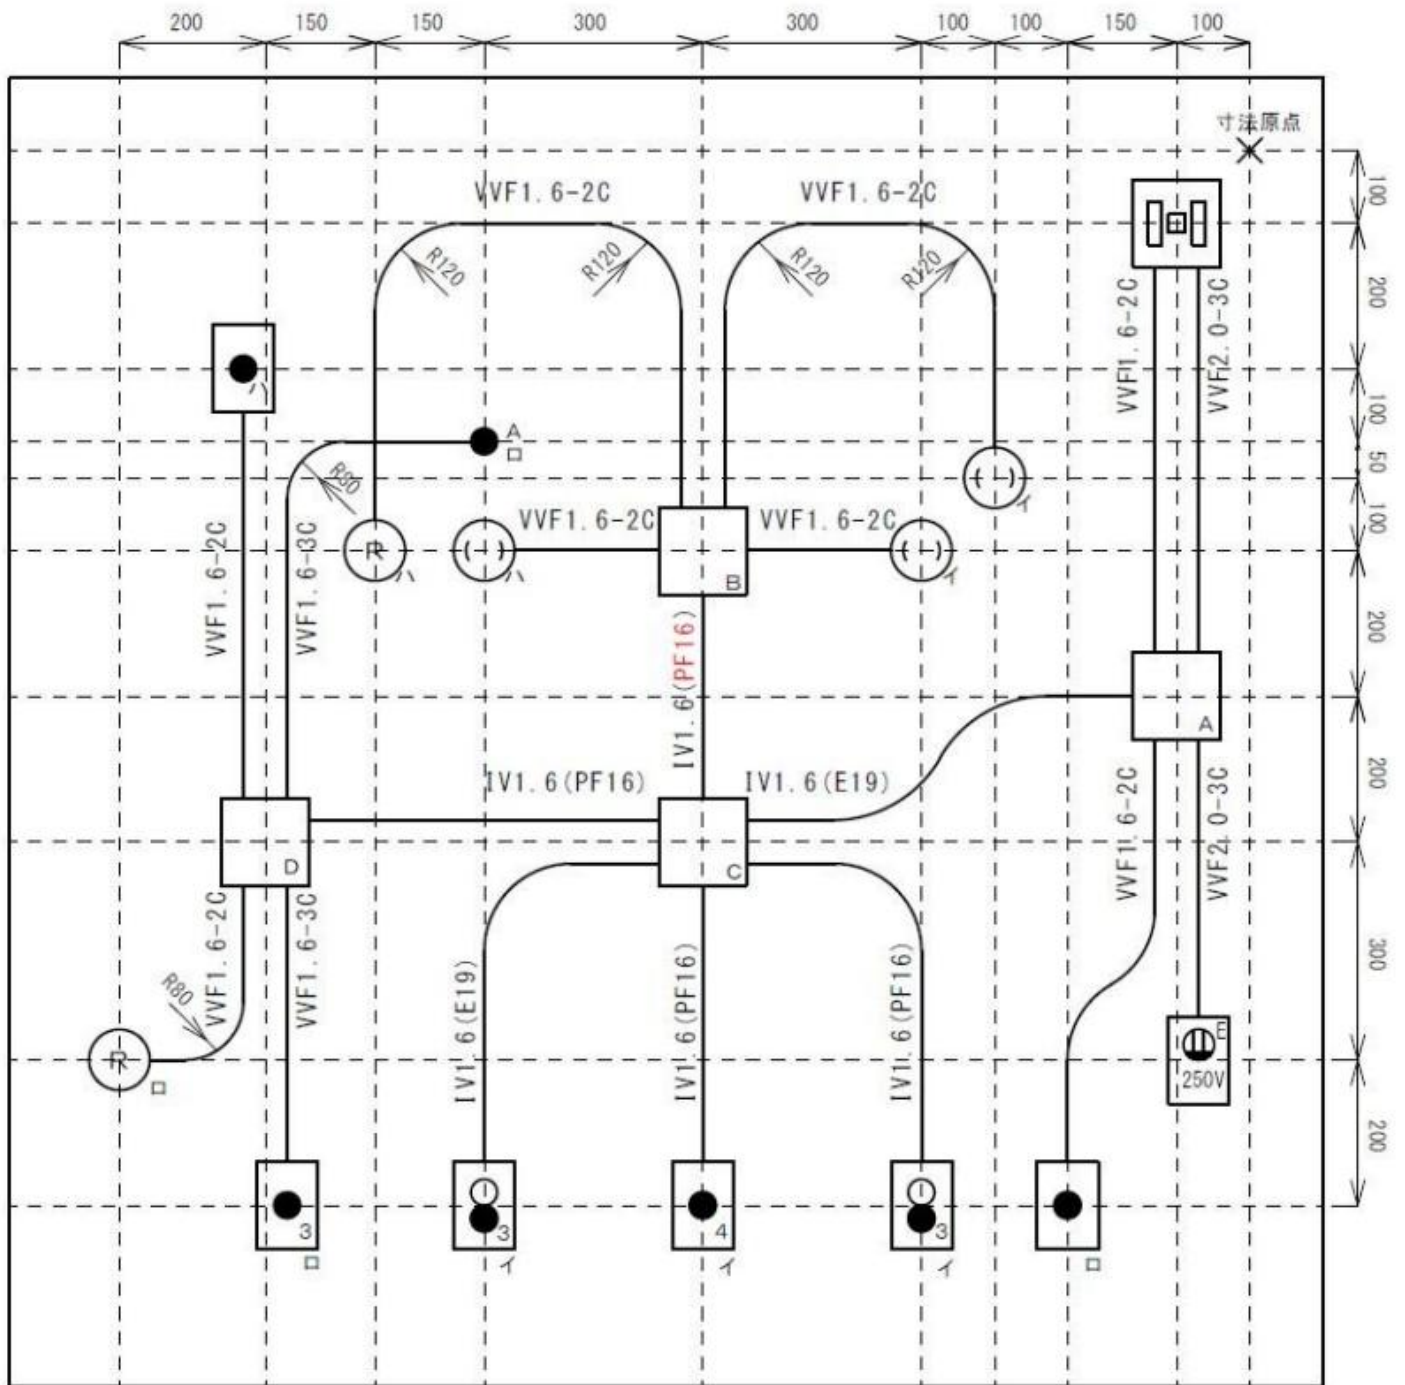 200 150 150 300 300 100 100 150 100
寸法原点
100
200
100
50
100
200
200
300
200
VVF1.6-2C
VVF1.6-2C
R120
R120
R120
R120
VVF1.6-2C
VVF2.0-3C
ハ
A
ロ
R80
VVF1.6-2C
VVF1.6-3C
( )
イ
R
ハ
( )
ハ
VVF1.6-2C
VVF1.6-2C
B
( )
イ
IV1.6(PF16)
A
IV1.6(PF16)
IV1.6(E19)
D
C
VVF1.6-2C
VVF2.0-3C
VVF1.6-2C
VVF1.6-3C
R80
IV1.6(E19)
IV1.6(PF16)
IV1.6(PF16)
R
ロ
E
250V
3
ロ
3
イ
4
イ
3
イ
ロ